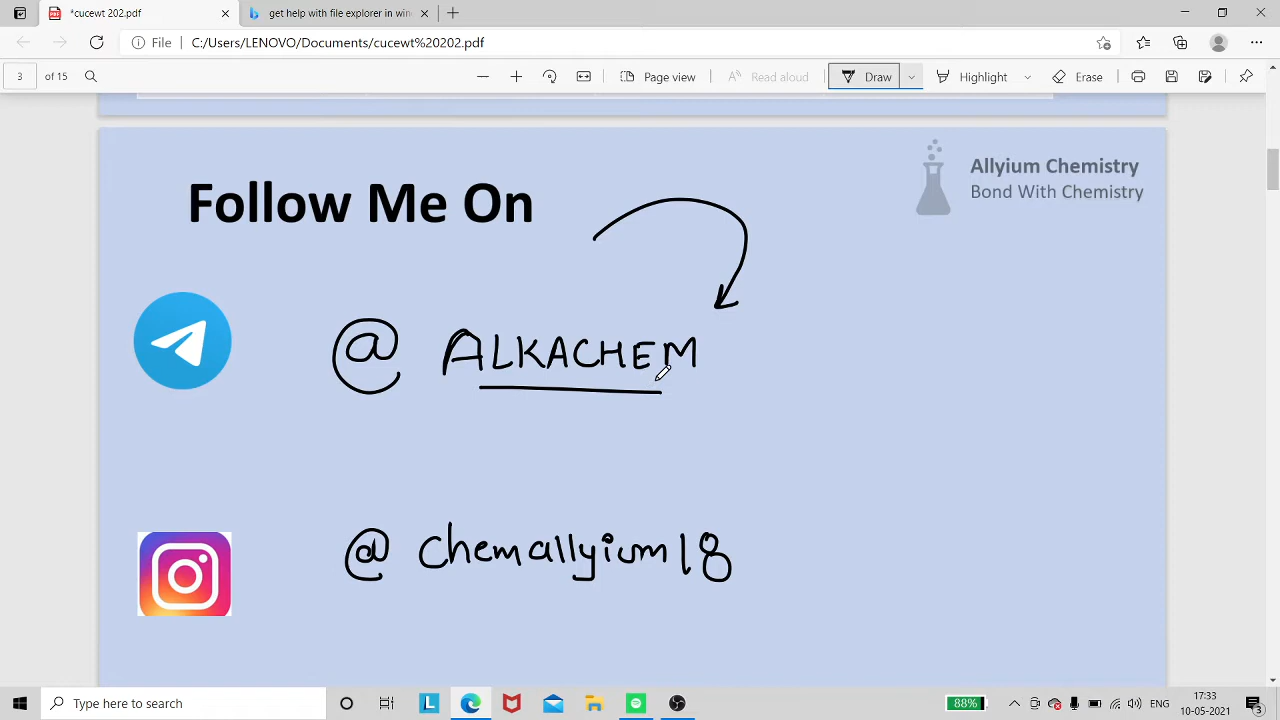 *cucewt 202.pdf
get help with file explorer in win
File
C:/Users/LENOVO/Documents/cucewt%20202.pdf
3 of 15
Page view
Read aloud
Draw
Highlight
Erase
Allyium Chemistry
Bond With Chemistry
Follow Me On
@ ALKACHEM
@ chemallyium18
Type here to search
L
88%
17:33
10-05-2021
3